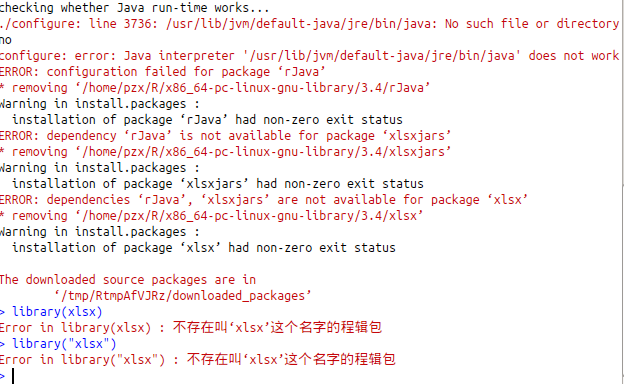 checking whether Java run-time works...
./configure: line 3736: /usr/lib/jvm/default-java/jre/bin/java: No such file or directory
no
configure: error: Java interpreter '/usr/lib/jvm/default-java/jre/bin/java' does not work
ERROR: configuration failed for package ‘rJava’
* removing ‘/home/pzx/R/x86_64-pc-linux-gnu-library/3.4/rJava’
Warning in install.packages :
  installation of package ‘rJava’ had non-zero exit status
ERROR: dependency ‘rJava’ is not available for package ‘xlsxjars’
* removing ‘/home/pzx/R/x86_64-pc-linux-gnu-library/3.4/xlsxjars’
Warning in install.packages :
  installation of package ‘xlsxjars’ had non-zero exit status
ERROR: dependencies ‘rJava’, ‘xlsxjars’ are not available for package ‘xlsx’
* removing ‘/home/pzx/R/x86_64-pc-linux-gnu-library/3.4/xlsx’
Warning in install.packages :
  installation of package ‘xlsx’ had non-zero exit status
The downloaded source packages are in
        ‘/tmp/RtmpAfVJRz/downloaded_packages’
> library(xlsx)
Error in library(xlsx) : 不存在叫‘xlsx’这个名字的程辑包
> library("xlsx")
Error in library("xlsx") : 不存在叫‘xlsx’这个名字的程辑包
>